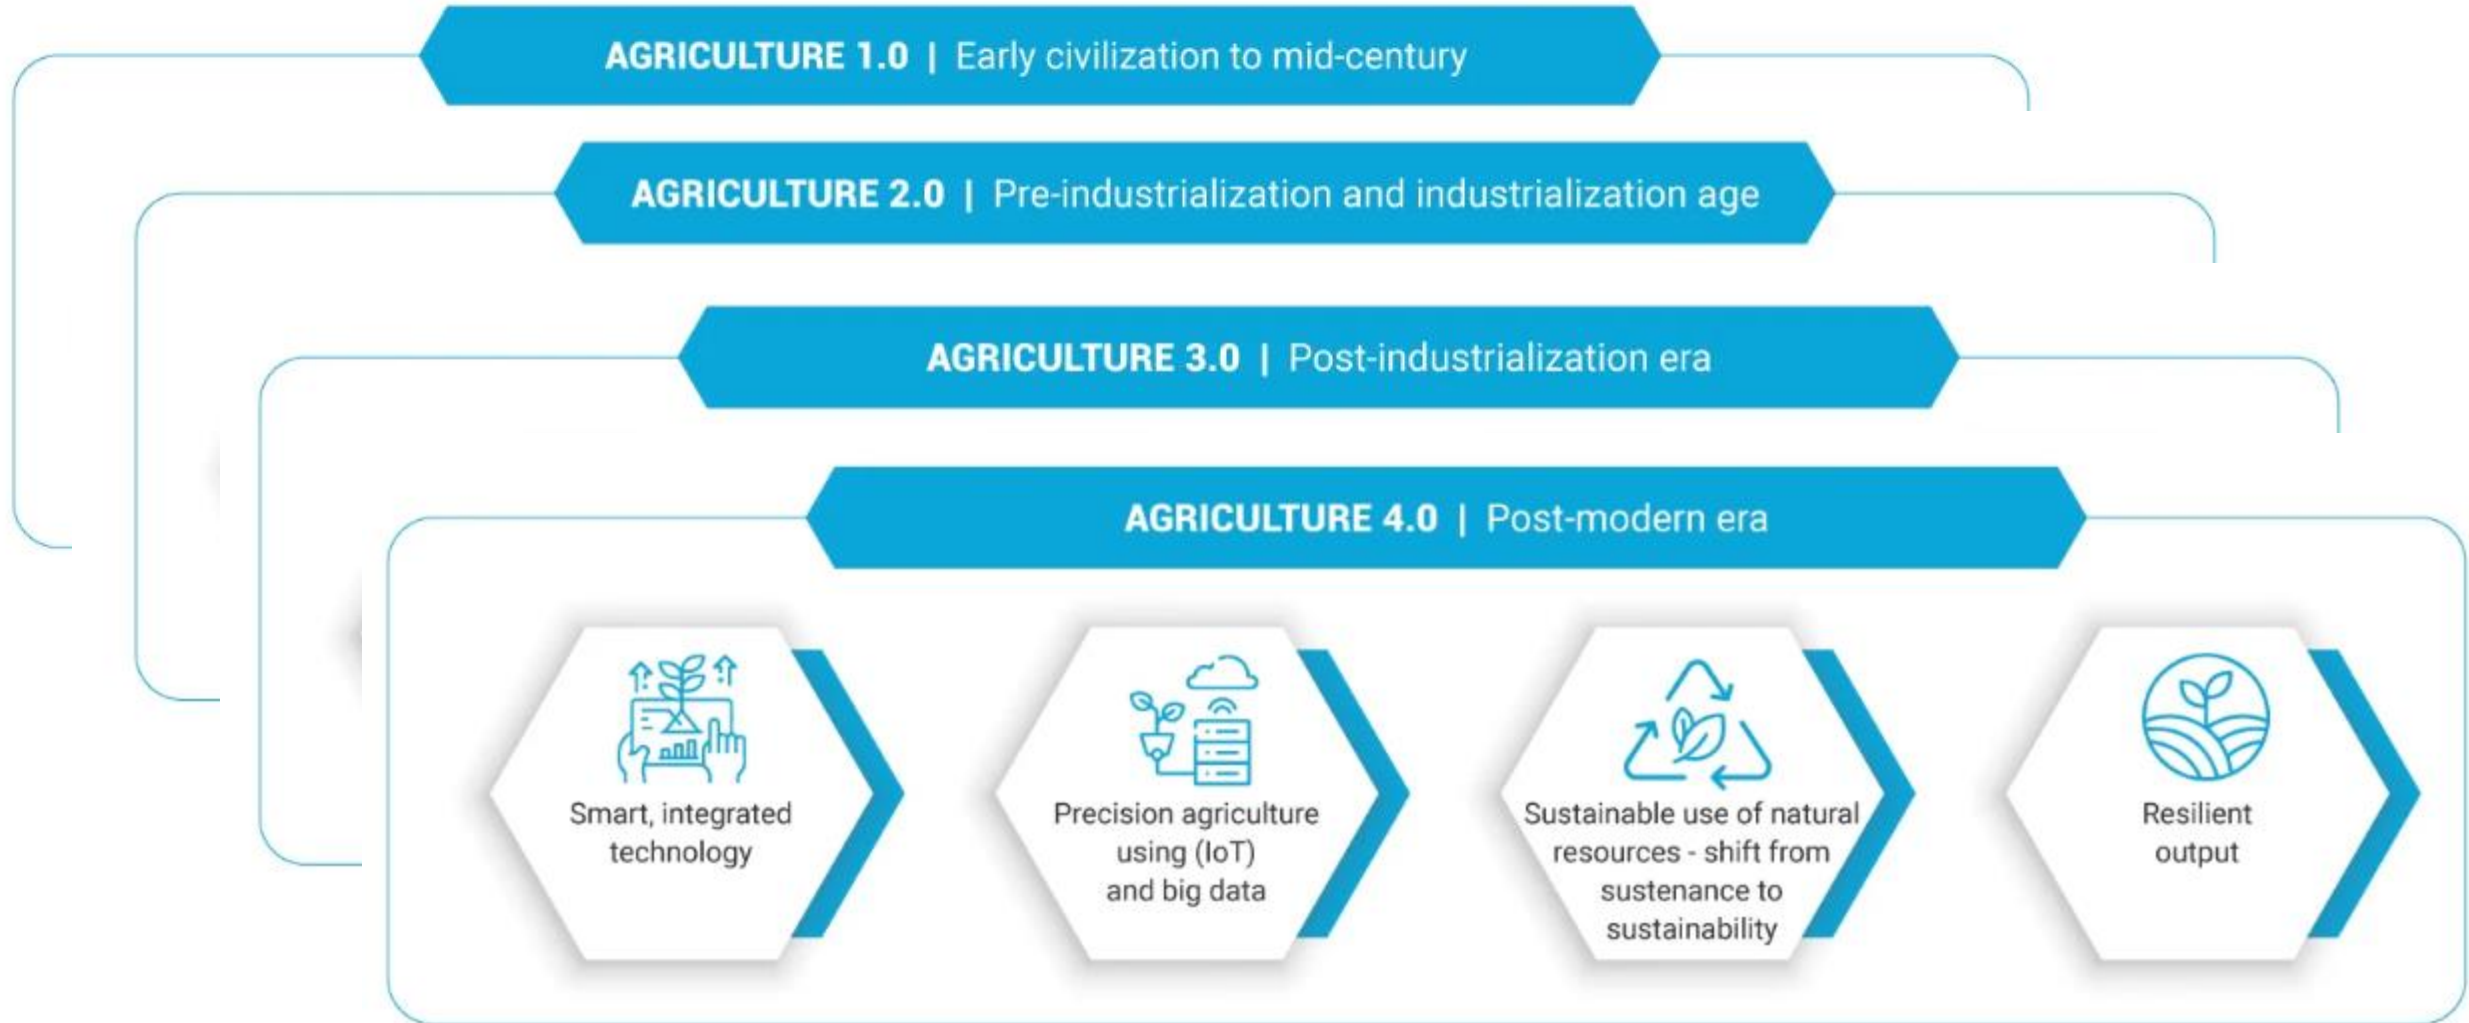 AGRICULTURE 1.0 | Early civilization to mid-century
AGRICULTURE 2.0 | Pre-industrialization and industrialization age
AGRICULTURE 3.0 | Post-industrialization era
AGRICULTURE 4.0 | Post-modern era
Smart, integrated
technology
Precision agriculture
using (IoT)
and big data
Sustainable use of natural
resources - shift from
sustenance to
sustainability
Resilient
output